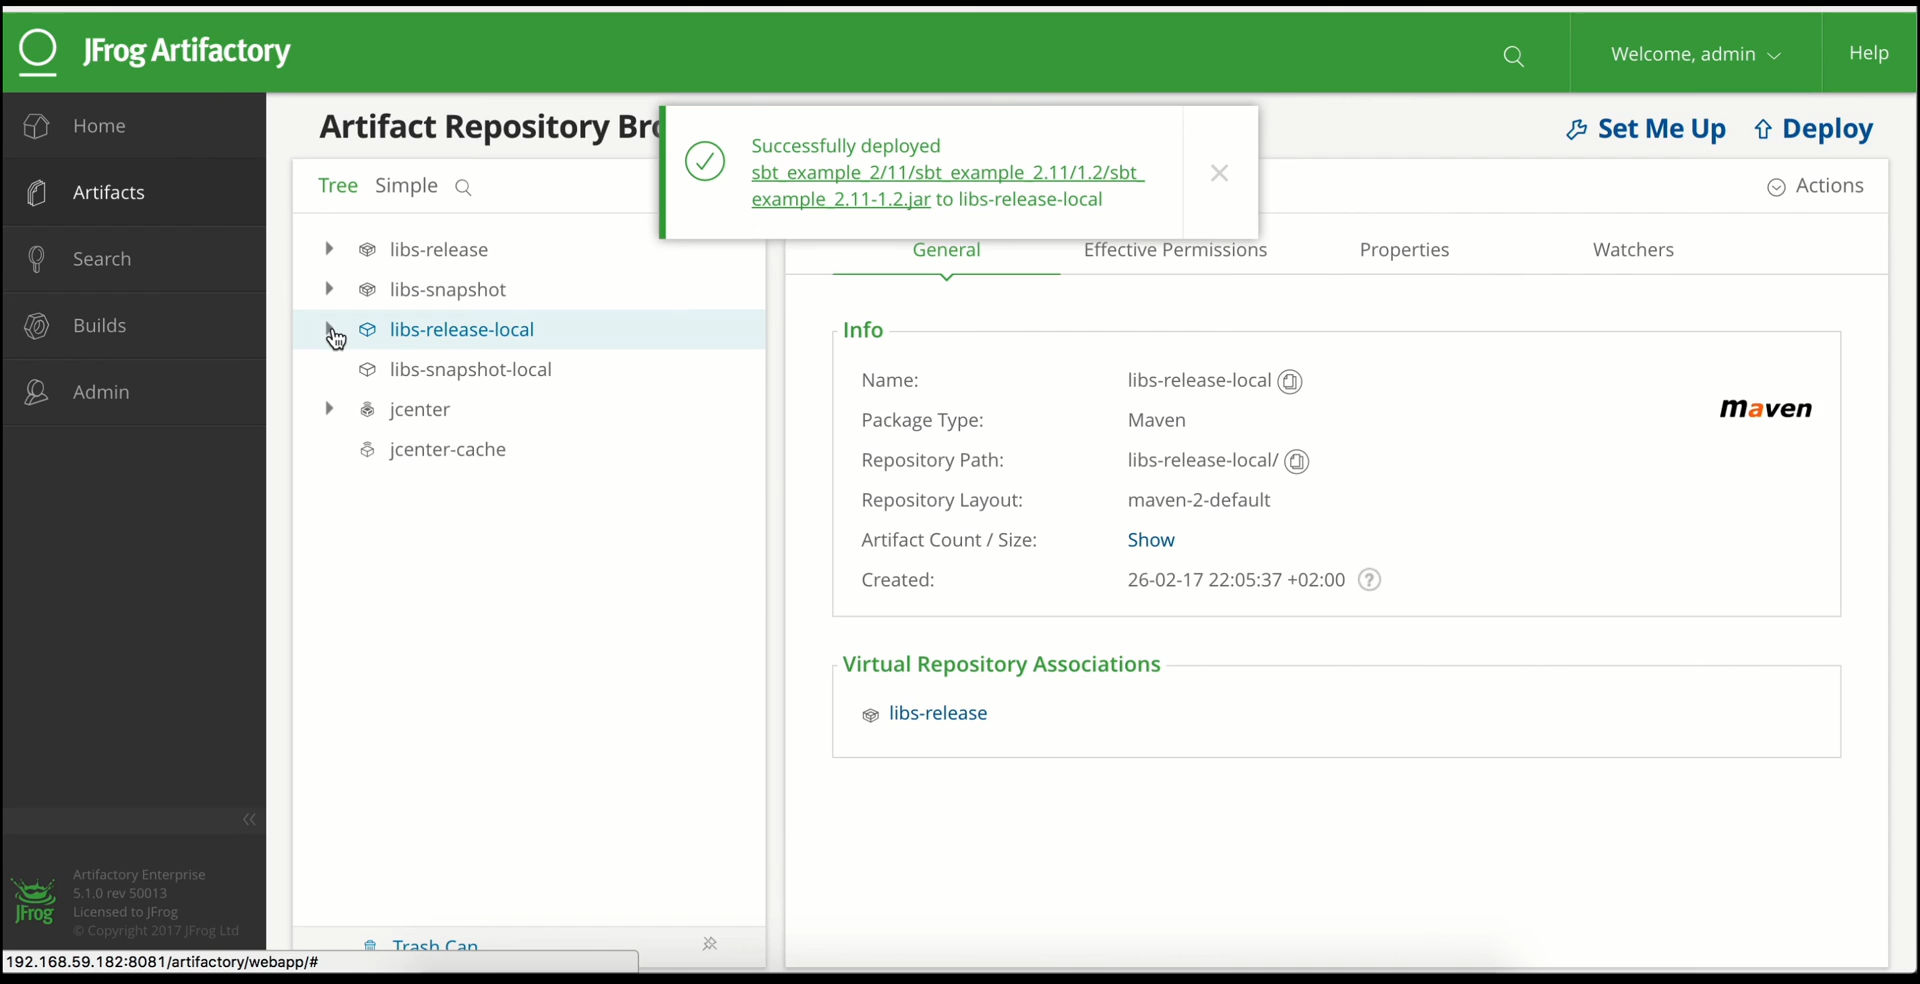 JFrog Artifactory
Welcome, admin
Help
Home
Artifacts
Search
Builds
Admin
Artifact Repository Bro
Set Me Up
Deploy
Successfully deployed
sbt_example_2/11/sbt_example_2.11/1.2/sbt_
example_2.11-1.2.jar to libs-release-local
Tree Simple
Actions
libs-release
libs-snapshot
libs-release-local
libs-snapshot-local
jcenter
jcenter-cache
General
Effective Permissions
Properties
Watchers
Info
Name: libs-release-local
Package Type: Maven
Repository Path: libs-release-local/
Repository Layout: maven-2-default
Artifact Count / Size: Show
Created: 26-02-17 22:05:37 +02:00 ?
maven
Virtual Repository Associations
libs-release
Trash Can
JFrog
Artifactory Enterprise
5.1.0 rev 50013
Licensed to JFrog
© Copyright 2017 JFrog Ltd
192.168.59.182:8081/artifactory/webapp/#